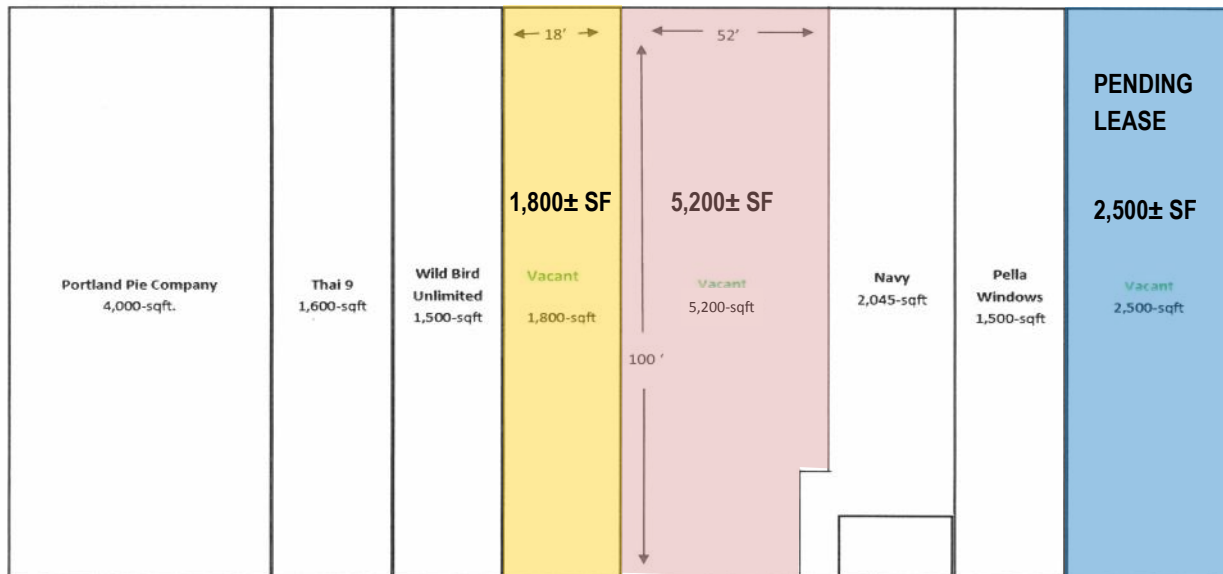 18'
52'
PENDING
LEASE
1,800± SF
5,200± SF
2,500± SF
Portland Pie Company
4,000-sqft.
Thai 9
1,600-sqft
Wild Bird
Unlimited
1,500-sqft
Vacant
1,800-sqft
Vacant
5,200-sqft
Navy
2,045-sqft
Pella
Windows
1,500-sqft
Vacant
2,500-sqft
100 '